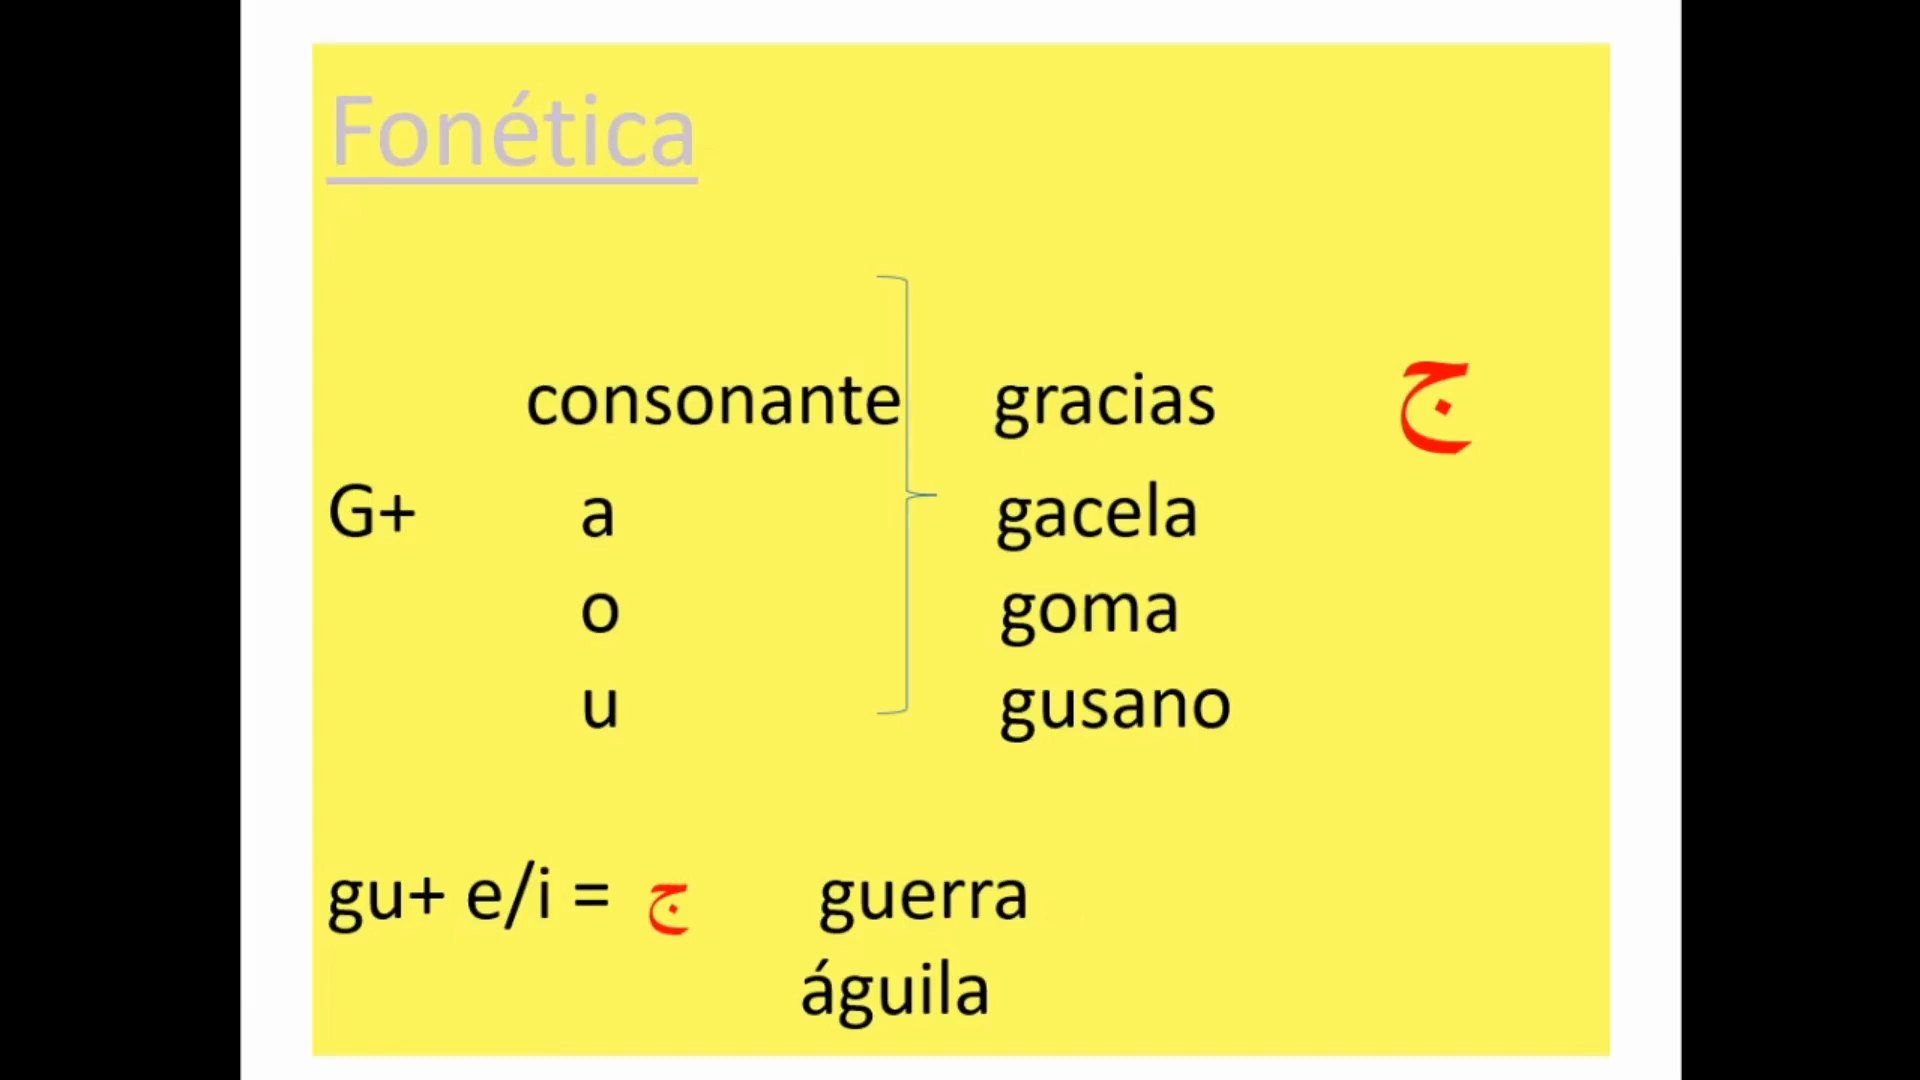 Fonética
consonante gracias ج
G+ a gacela
o goma
u gusano
gu+ e/i = ج guerra
águila